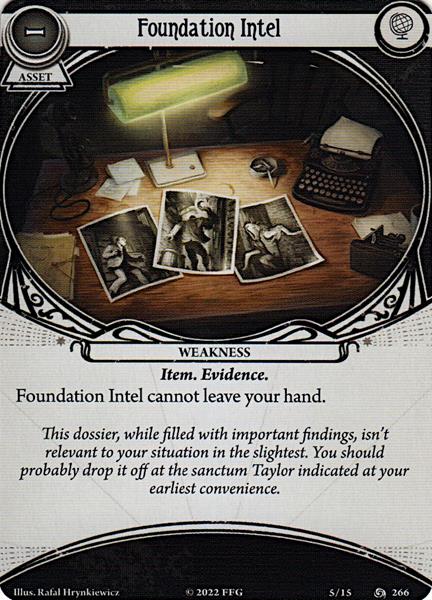 Foundation Intel
ASSET
WEAKNESS
Item. Evidence.
Foundation Intel cannot leave your hand.
This dossier, while filled with important findings, isn't
relevant to your situation in the slightest. You should
probably drop it off at the sanctum Taylor indicated at your
earliest convenience.
Illus. Rafał Hrynkiewicz © 2022 FFG 5/15 266